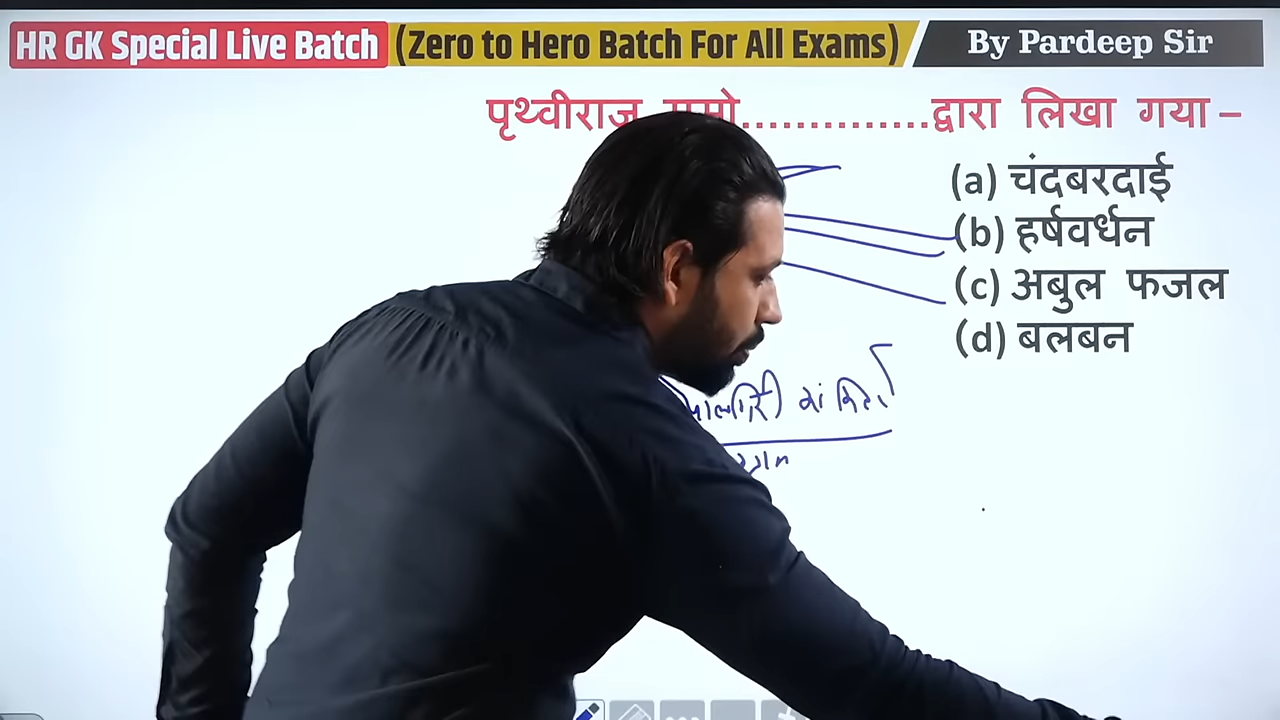 HR GK Special Live Batch (Zero to Hero Batch For All Exams) By Pardeep Sir
पृथ्वीराज ..............द्वारा लिखा गया–
(a) चंदबरदाई
(b) हर्षवर्धन
(c) अबुल फजल
(d) बलबन